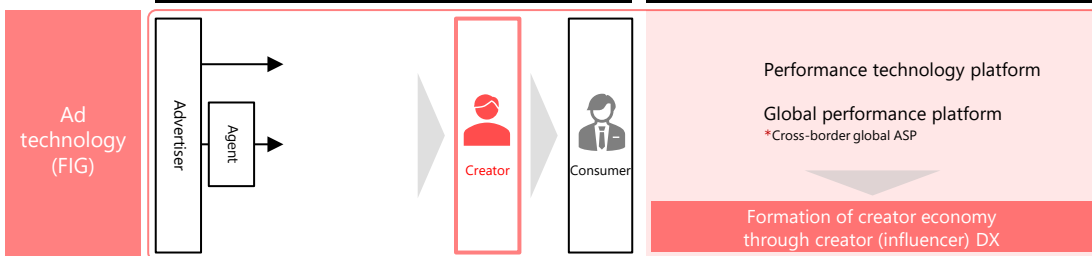 Ad
technology
(FIG)
Advertiser
Agent
Creator
Consumer
Performance technology platform
Global performance platform
*Cross-border global ASP
Formation of creator economy
through creator (influencer) DX